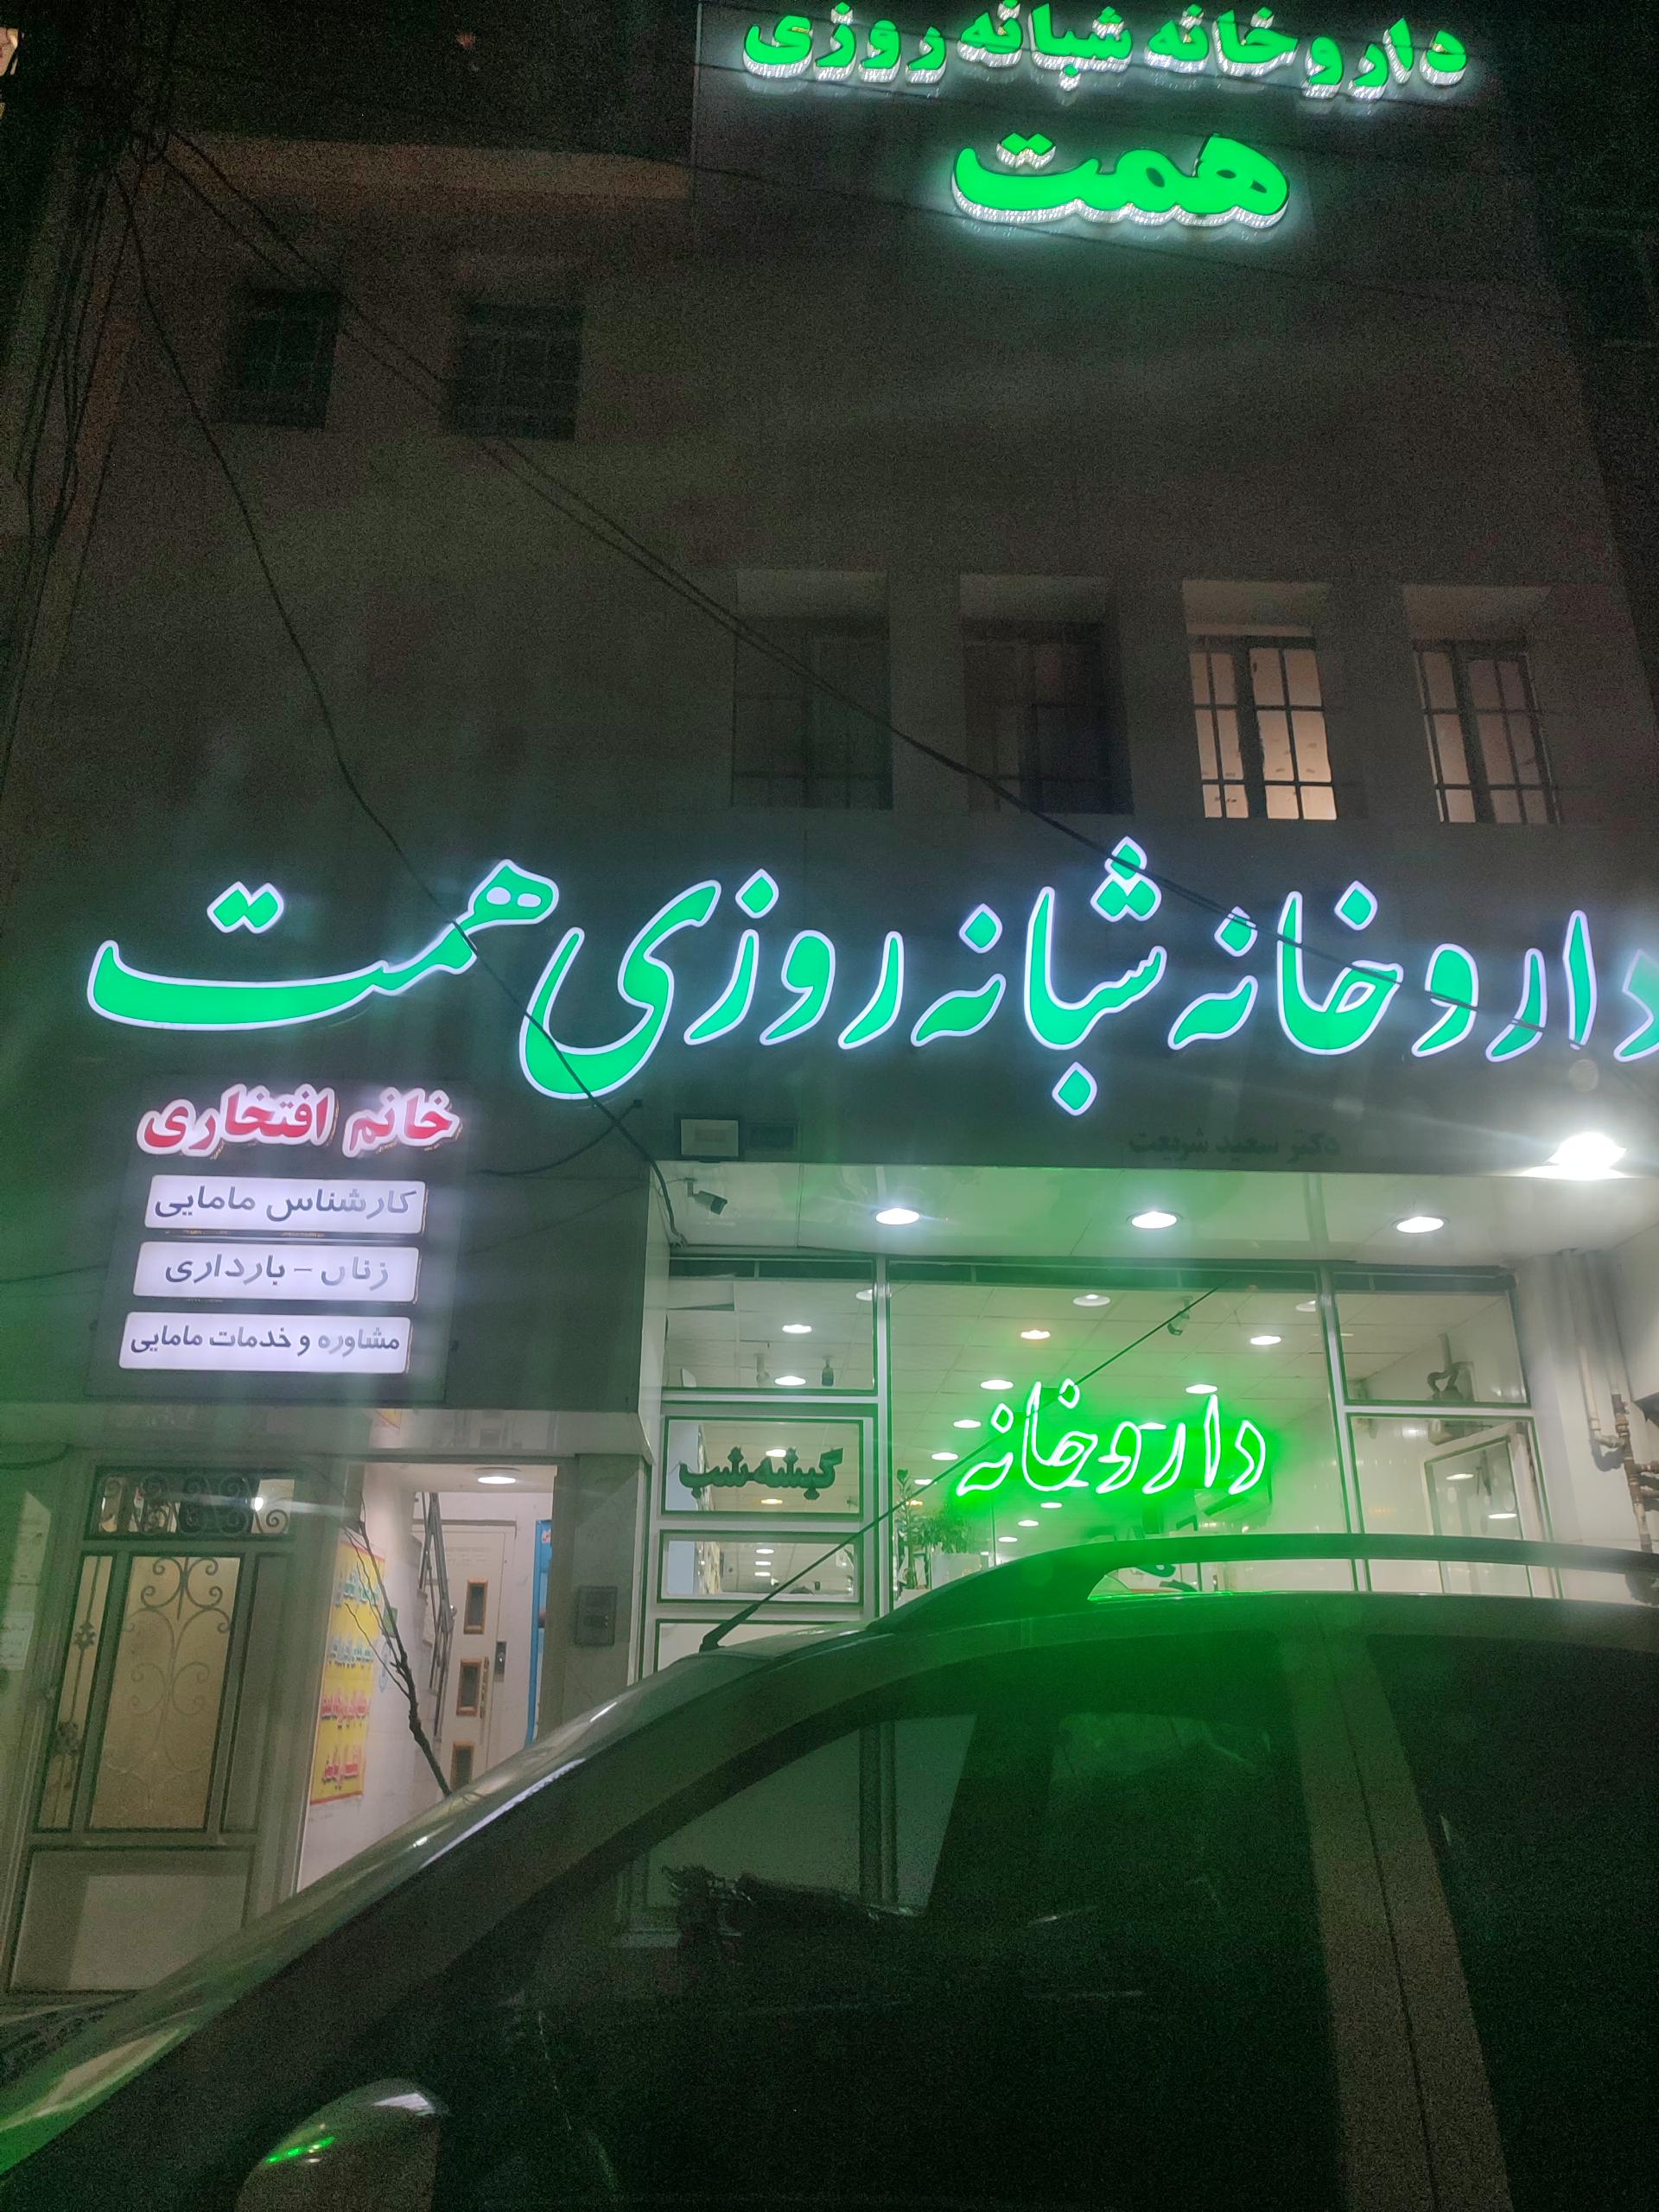 داروخانه شبانه روزی
همت
داروخانه شبانه روزی همت
دکتر سعید شریعت
خانم افتخاری
کارشناس مامایی
زنان - بارداری
مشاوره و خدمات مامایی
داروخانه
گیشه شب